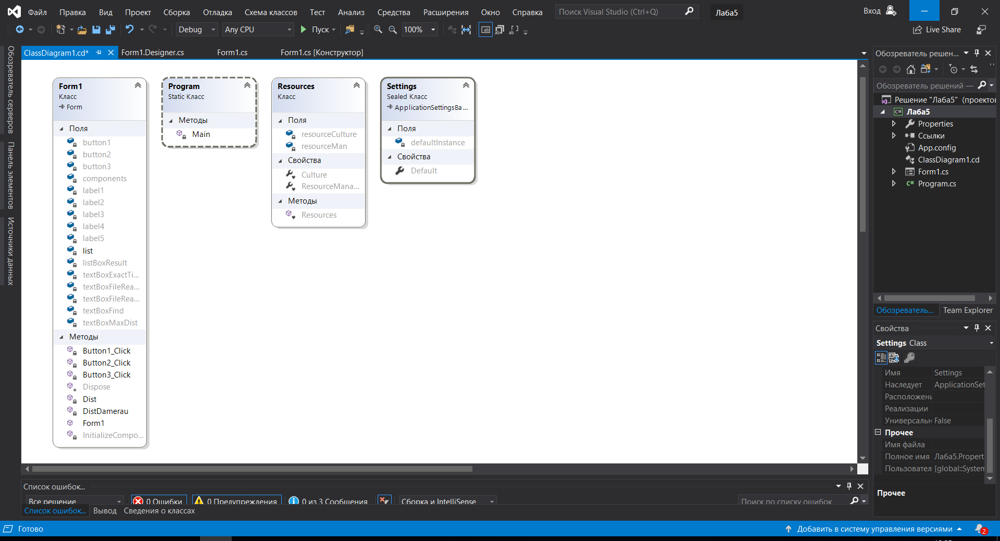 Файл Правка Вид Проект Сборка Отладка Схема классов Тест Анализ Средства Расширения Окно Справка Поиск Visual Studio (Ctrl+Q) Лаба5 Вход
Debug Any CPU Пуск 100% Live Share
ClassDiagram1.cd* Form1.Designer.cs Form1.cs Form1.cs [Конструктор]
Обозреватель серверов
Панель элементов
Источники данных
Form1
Класс
Form
Поля
button1
button2
button3
components
label1
label2
label3
label4
label5
list
listBoxResult
textBoxExactTi...
textBoxFileRea...
textBoxFileRea...
textBoxFind
textBoxMaxDist
Методы
Button1_Click
Button2_Click
Button3_Click
Dispose
Dist
DistDamerau
Form1
InitializeCompo...
Program
Static Класс
Методы
Main
Resources
Класс
Поля
resourceCulture
resourceMan
Свойства
Culture
ResourceMana...
Методы
Resources
Settings
Sealed Класс
ApplicationSettingsBa...
Поля
defaultInstance
Свойства
Default
Обозреватель решен...
Обозреватель решений —
Решение "Лаба5" (проектов
Лаба5
Properties
Ссылки
App.config
ClassDiagram1.cd
Form1.cs
Program.cs
Обозреватель... Team Explorer
Свойства
Settings Class
Имя Settings
Наследует ApplicationSet
Расположени
Реализации
Универсальн False
Прочее
Имя файла
Полное имя Лаба5.Propert
Пользовател [global::System
Прочее
Список ошибок...
Все решение 0 Ошибки 0 Предупреждения 0 из 3 Сообщения Сборка и IntelliSense Поиск по списку ошибок
Список ошибок... Вывод Сведения о классах
Готово Добавить в систему управления версиями 2